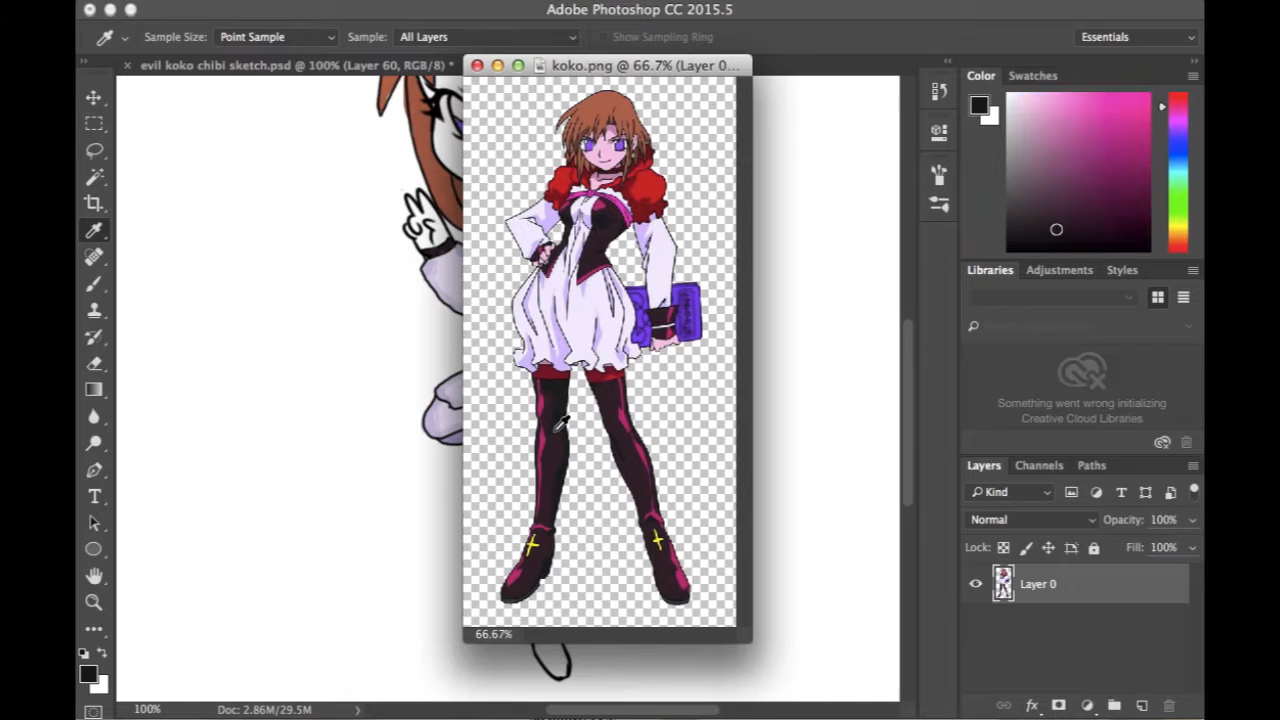 Adobe Photoshop CC 2015.5
Sample Size: Point Sample Sample: All Layers Show Sampling Ring Essentials
evil koko chibi sketch.psd @ 100% (Layer 60, RGB/8) *
koko.png @ 66.7% (Layer 0...
Color Swatches
Libraries Adjustments Styles
Something went wrong initializing
Creative Cloud Libraries
Layers Channels Paths
Kind
Normal Opacity: 100%
Lock: Fill: 100%
Layer 0
66.67%
100% Doc: 2.86M/29.5M